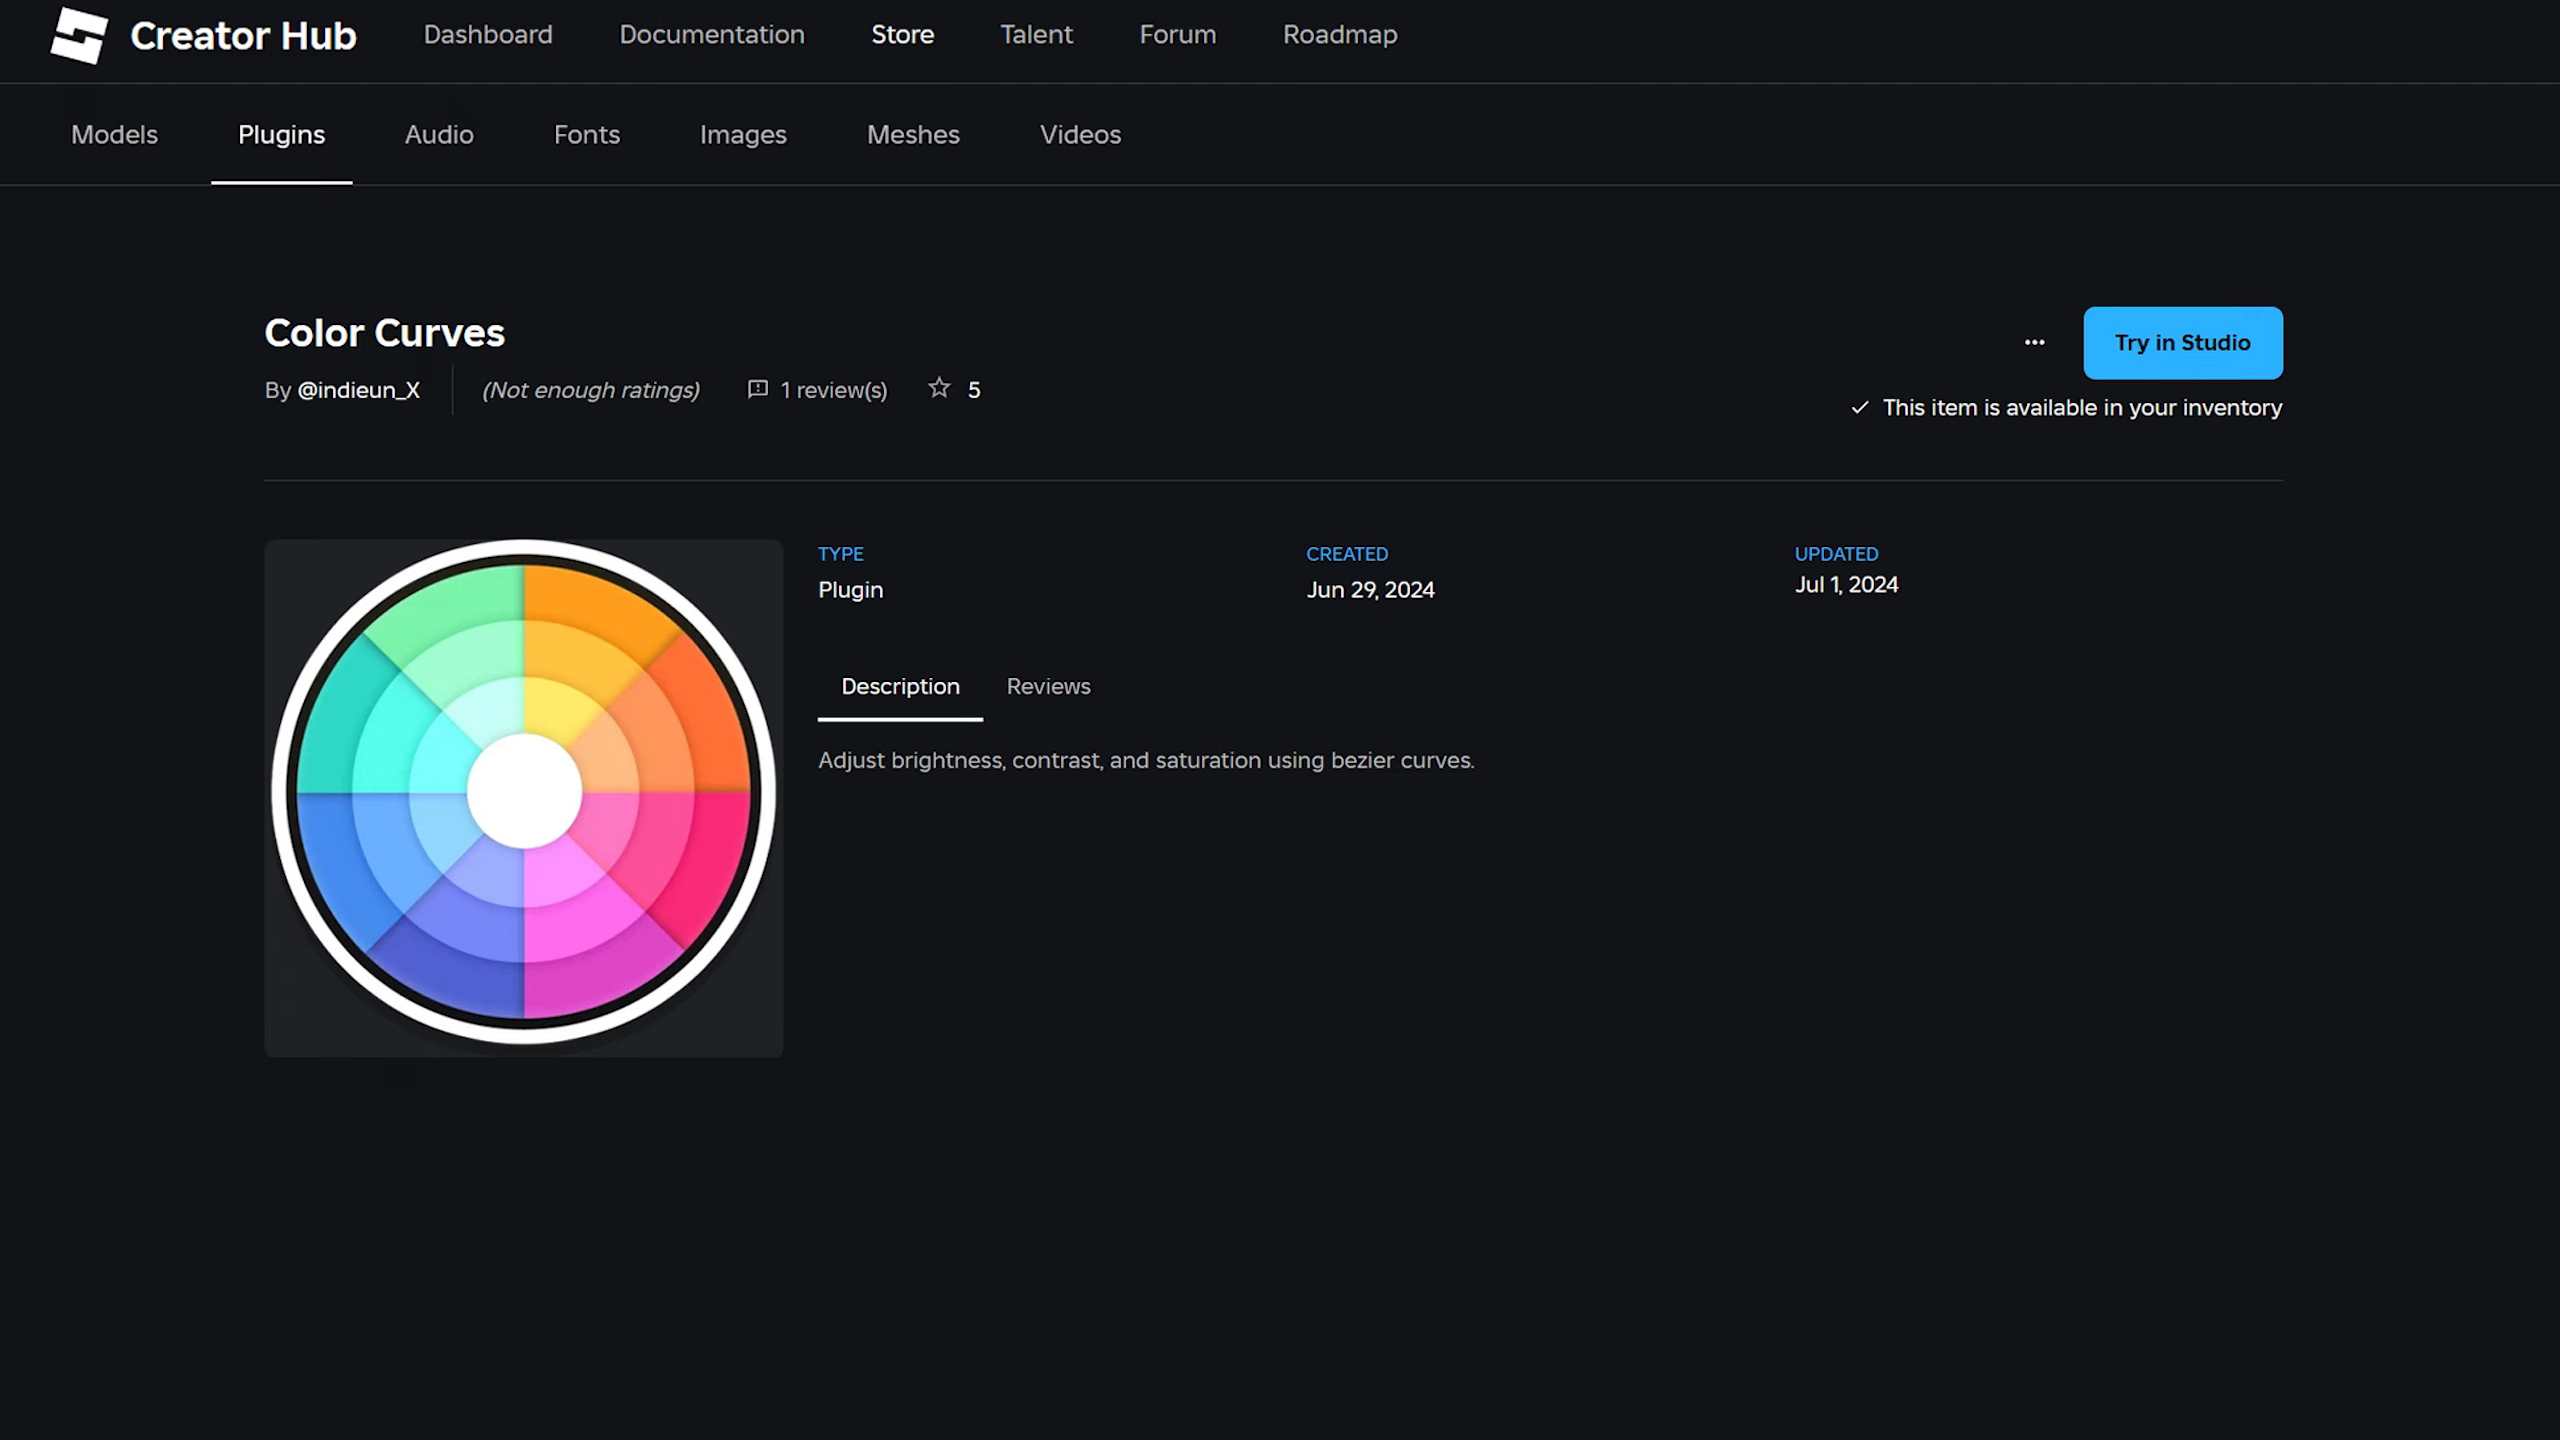 Creator Hub Dashboard Documentation Store Talent Forum Roadmap
Models Plugins Audio Fonts Images Meshes Videos
Color Curves
Try in Studio
By @indieun_X (Not enough ratings) 1 review(s) 5
This item is available in your inventory
TYPE CREATED UPDATED
Plugin Jun 29, 2024 Jul 1, 2024
Description Reviews
Adjust brightness, contrast, and saturation using bezier curves.